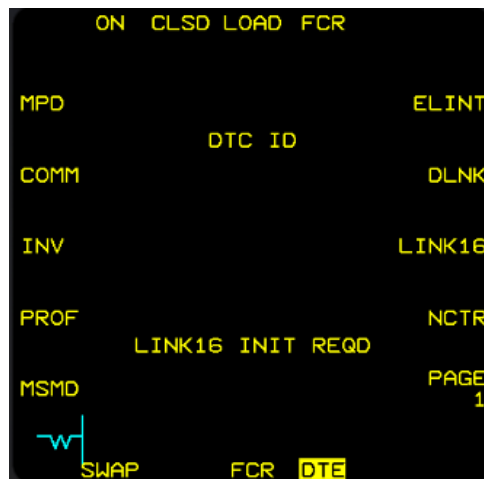 ON CLSD LOAD FCR
MPD ELINT
DTC ID
COMM DLNK
INV LINK16
PROF NCTR
LINK16 INIT REQD
MSMD PAGE
1
W
SWAP FCR DTE